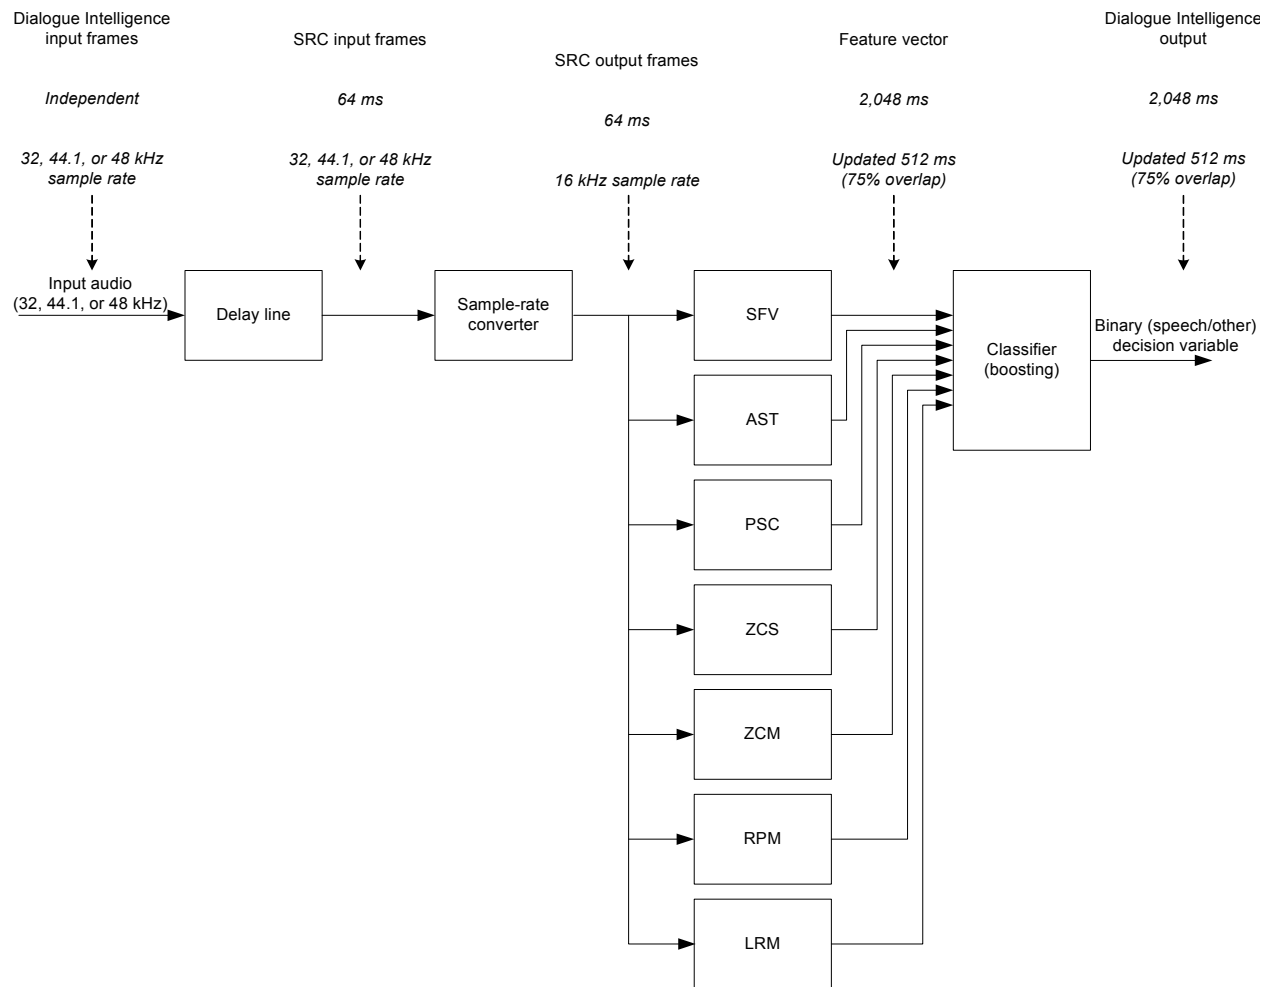 Dialogue Intelligence
input frames
Independent
32, 44.1, or 48 kHz
sample rate
SRC input frames
64 ms
32, 44.1, or 48 kHz
sample rate
SRC output frames
64 ms
16 kHz sample rate
Feature vector
2,048 ms
Updated 512 ms
(75% overlap)
Dialogue Intelligence
output
2,048 ms
Updated 512 ms
(75% overlap)
Input audio
(32, 44.1, or 48 kHz)
Delay line
Sample-rate
converter
SFV
AST
PSC
ZCS
ZCM
RPM
LRM
Classifier
(boosting)
Binary (speech/other)
decision variable